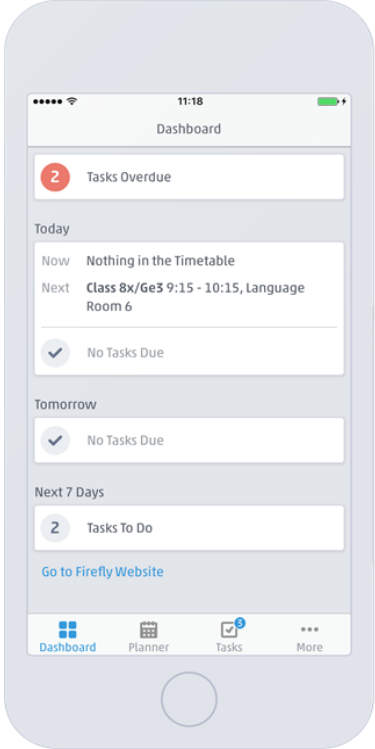 11:18
Dashboard
2 Tasks Overdue
Today
Now Nothing in the Timetable
Next Class 8x/Ge3 9:15 - 10:15, Language
Room 6
No Tasks Due
Tomorrow
No Tasks Due
Next 7 Days
2 Tasks To Do
Go to Firefly Website
3
Dashboard Planner Tasks More